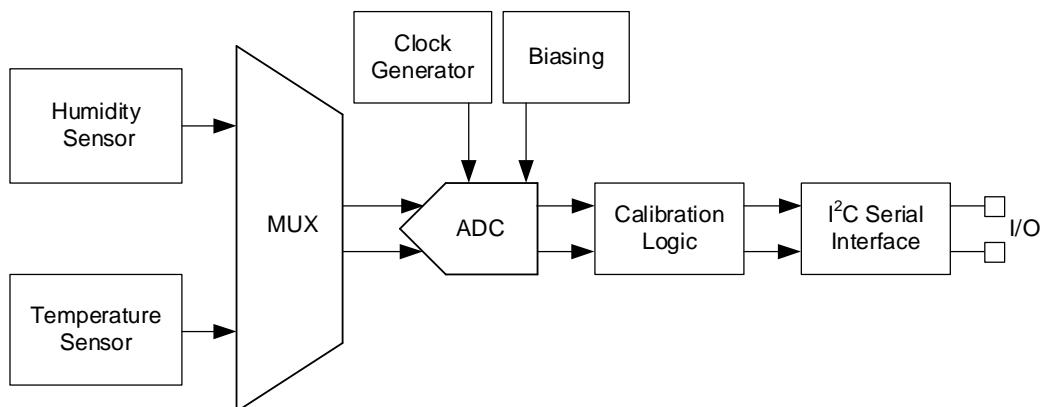 Clock
Generator
Biasing
Humidity
Sensor
MUX
ADC
Calibration
Logic
I²C Serial
Interface
I/O
Temperature
Sensor